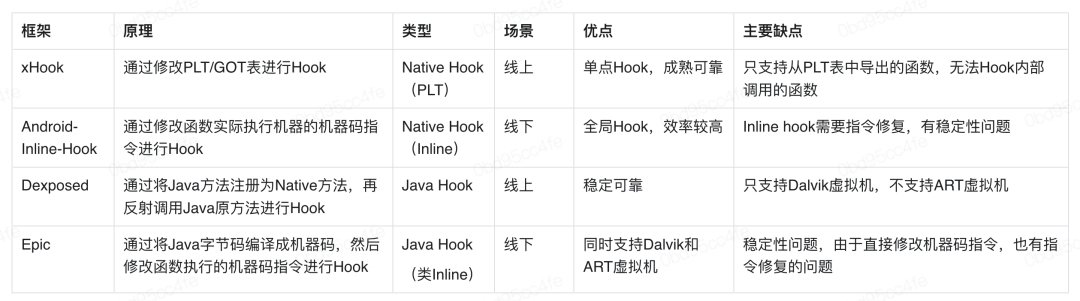 框架 原理 类型 场景 优点 主要缺点
xHook 通过修改PLT/GOT表进行Hook Native Hook 线上 单点Hook，成熟可靠 只支持从PLT表中导出的函数，无法Hook内部
（PLT） 调用的函数
Android- 通过修改函数实际执行机器的机器码指 Native Hook 线下 全局Hook，效率较高 Inline hook需要指令修复，有稳定性问题
Inline-Hook 令进行Hook （Inline）
Dexposed 通过将Java方法注册为Native方法，再 Java Hook 线上 稳定可靠 只支持Dalvik虚拟机，不支持ART虚拟机
反射调用Java原方法进行Hook
Epic 通过将Java字节码编译成机器码，然后 Java Hook 线下 同时支持Dalvik和 稳定性问题，由于直接修改机器码指令，也有指
修改函数执行的机器码指令进行Hook （类Inline） ART虚拟机 令修复的问题
0bd95cc4fe